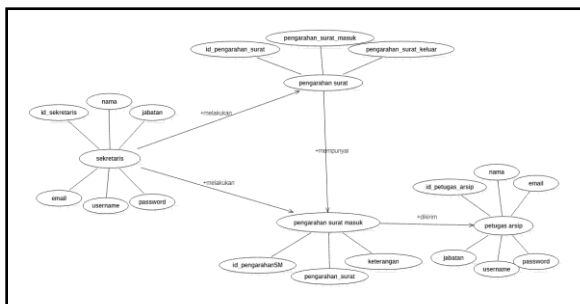 pengarahan_surat_masuk
id_pengarahan_surat
pengarahan_surat_keluar
pengarahan surat
nama
id_sekretaris
jabatan
+melakukan
sekretaris
+mempunyai
+melakukan
email
username
password
nama
id_petugas_arsip
email
pengarahan surat masuk
+dikirim
petugas arsip
id_pengarahanSM
keterangan
pengarahan_surat
jabatan
username
password